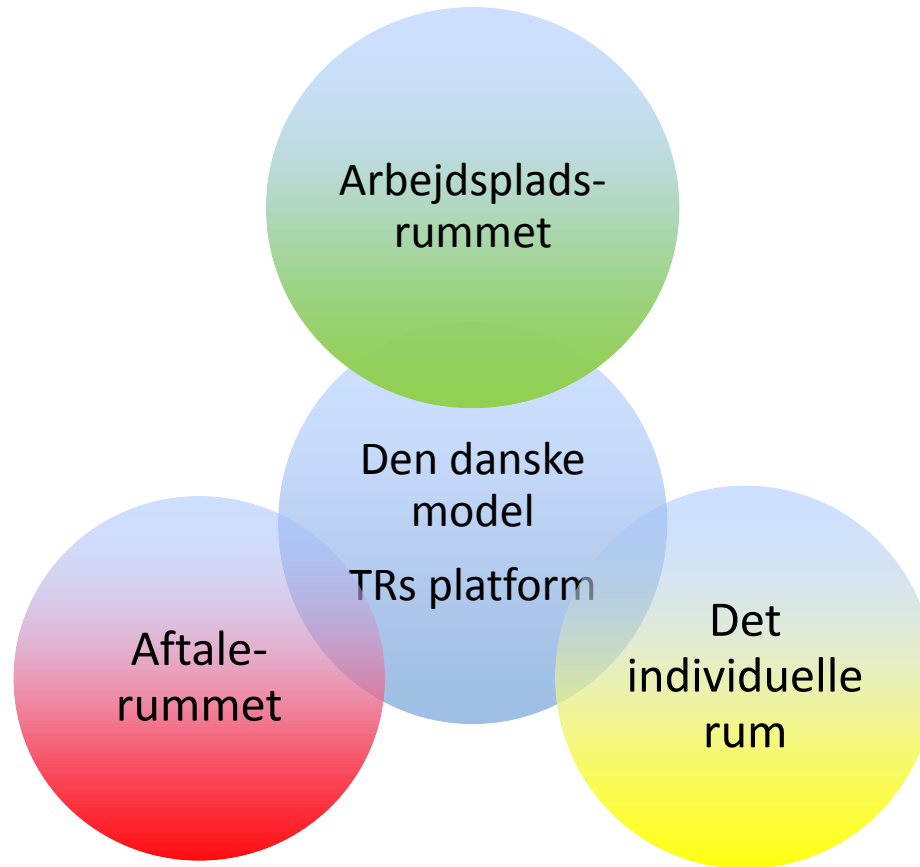 Arbejdsplads-
rummet
Den danske
model
TRs platform
Aftale-
rummet
Det
individuelle
rum